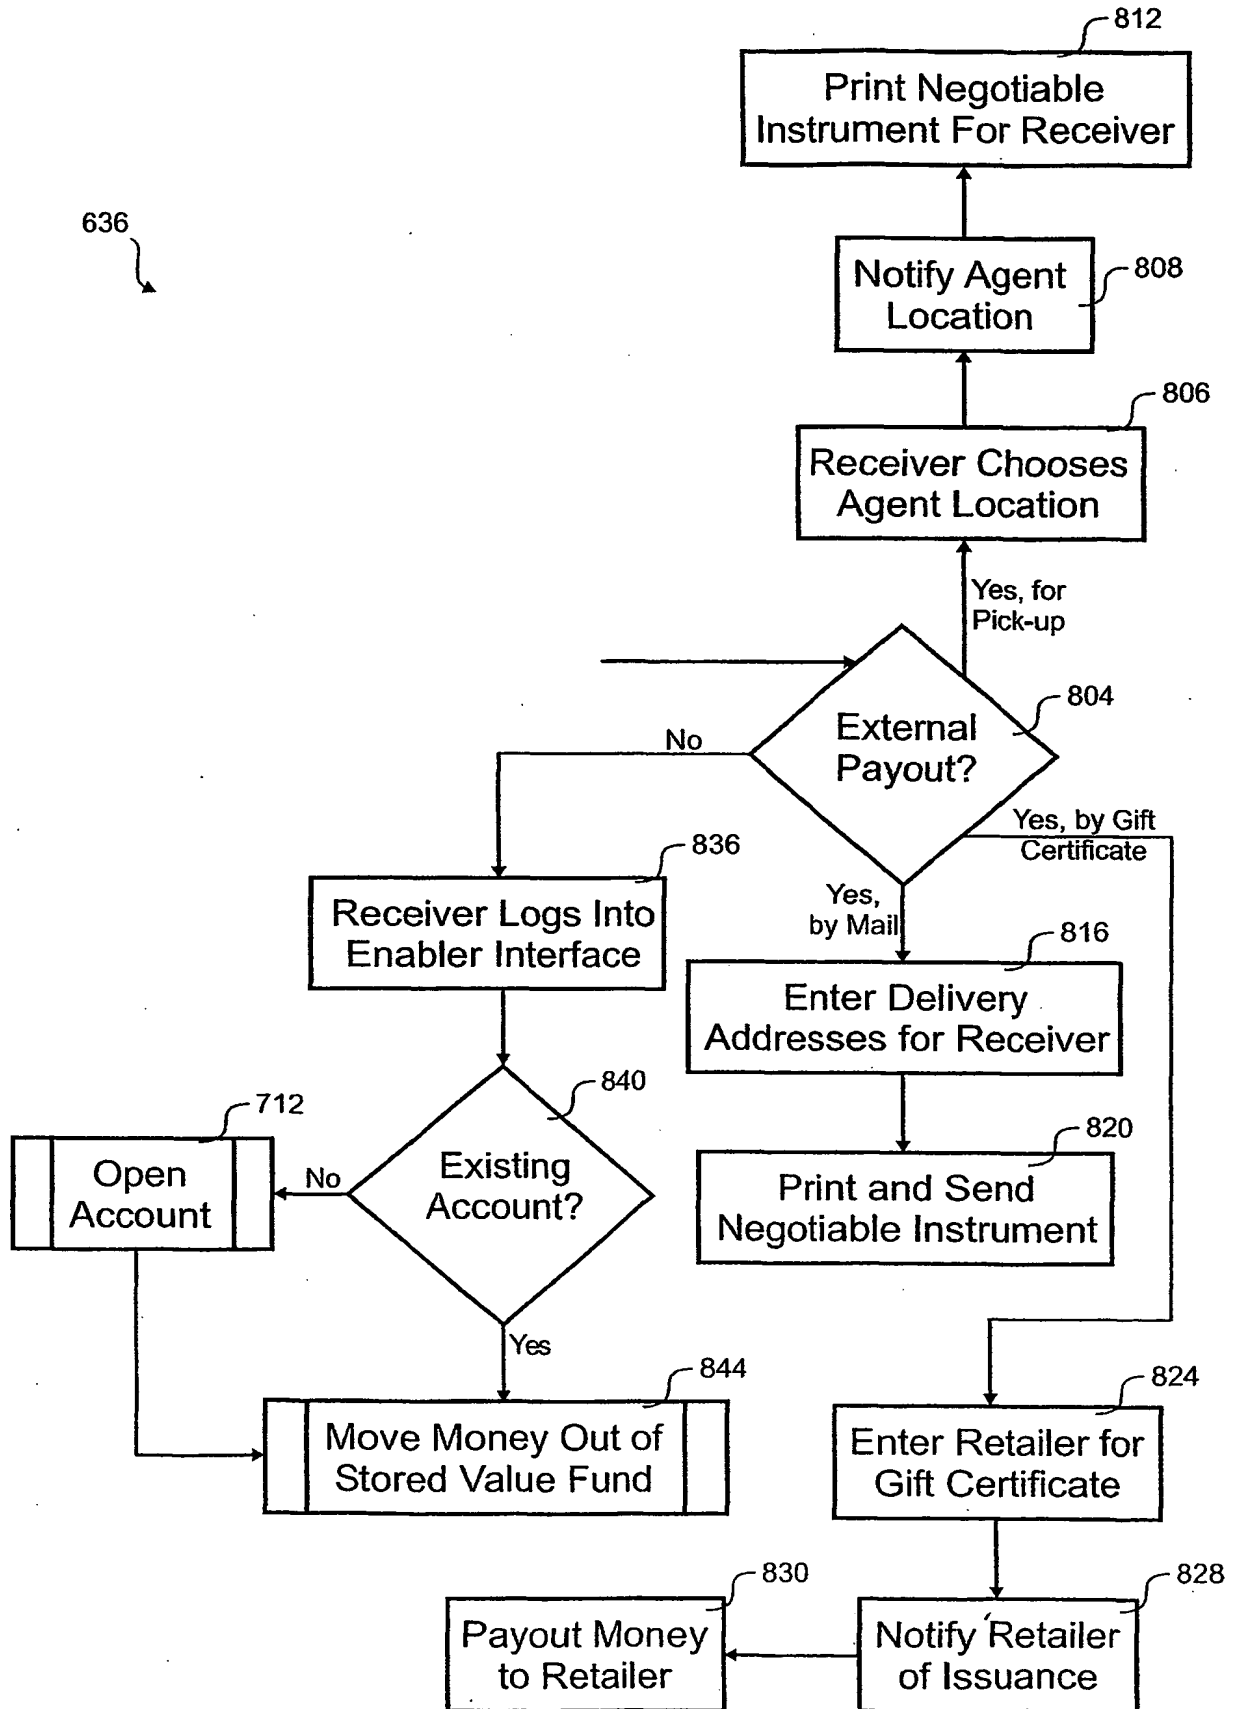 812
Print Negotiable
Instrument For Receiver
636
808
Notify Agent
Location
806
Receiver Chooses
Agent Location
Yes, for
Pick-up
804
External
Payout?
No
Yes, by Gift
Certificate
836
Receiver Logs Into
Enabler Interface
Yes,
by Mail
816
Enter Delivery
Addresses for Receiver
840
Existing
Account?
712
Open
Account
No
820
Print and Send
Negotiable Instrument
Yes
844
Move Money Out of
Stored Value Fund
824
Enter Retailer for
Gift Certificate
830
Payout Money
to Retailer
828
Notify Retailer
of Issuance